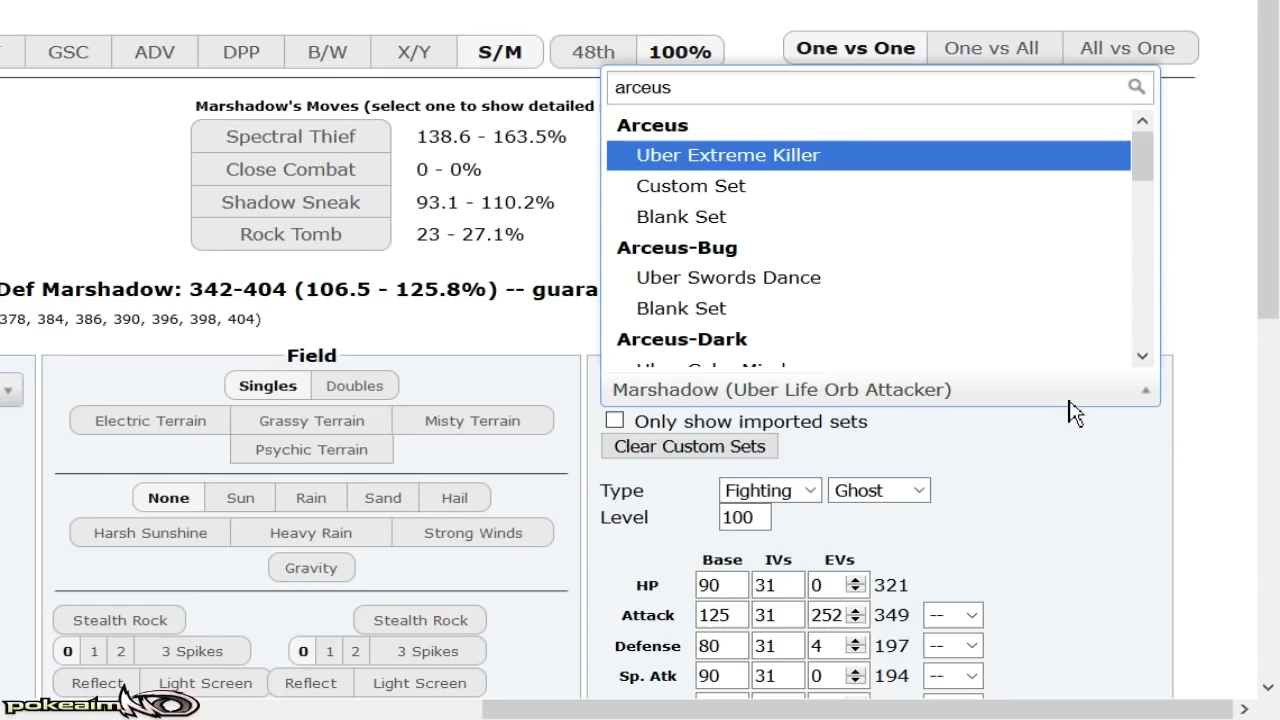 GSC ADV DPP B/W X/Y S/M 48th 100% One vs One One vs All All vs One
arceus
Marshadow's Moves (select one to show detailed
Arceus
Spectral Thief 138.6 - 163.5%
Uber Extreme Killer
Close Combat 0 - 0%
Custom Set
Shadow Sneak 93.1 - 110.2%
Blank Set
Rock Tomb 23 - 27.1%
Arceus-Bug
Uber Swords Dance
Def Marshadow: 342-404 (106.5 - 125.8%) -- guara
Blank Set
378, 384, 386, 390, 396, 398, 404)
Arceus-Dark
Field
Singles Doubles
Marshadow (Uber Life Orb Attacker)
Electric Terrain Grassy Terrain Misty Terrain
Only show imported sets
Psychic Terrain
Clear Custom Sets
None Sun Rain Sand Hail
Type Fighting Ghost
Level 100
Harsh Sunshine Heavy Rain Strong Winds
Gravity
Base IVs EVs
HP 90 31 0 321
Stealth Rock Stealth Rock
Attack 125 31 252 349 --
0 1 2 3 Spikes 0 1 2 3 Spikes
Defense 80 31 4 197 --
Reflect Light Screen Reflect Light Screen
Sp. Atk 90 31 0 194 --
pokeaim